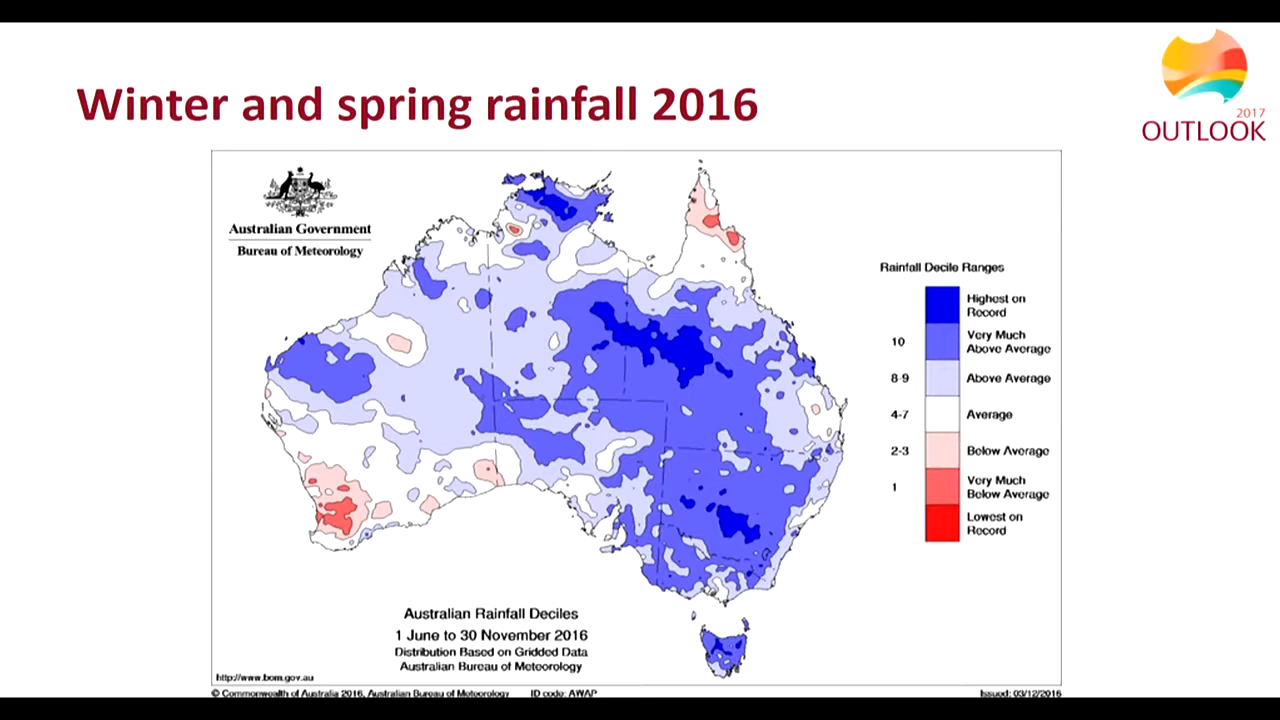 Winter and spring rainfall 2016
2017
OUTLOOK
Australian Government
Bureau of Meteorology
Rainfall Decile Ranges
Highest on
Record
10
Very Much
Above Average
8-9
Above Average
4-7
Average
2-3
Below Average
1
Very Much
Below Average
Lowest on
Record
Australian Rainfall Deciles
1 June to 30 November 2016
Distribution Based on Gridded Data
Australian Bureau of Meteorology
http://www.bom.gov.au
© Commonwealth of Australia 2016, Australian Bureau of Meteorology
ID code: AWAP
Issued: 03/12/2016